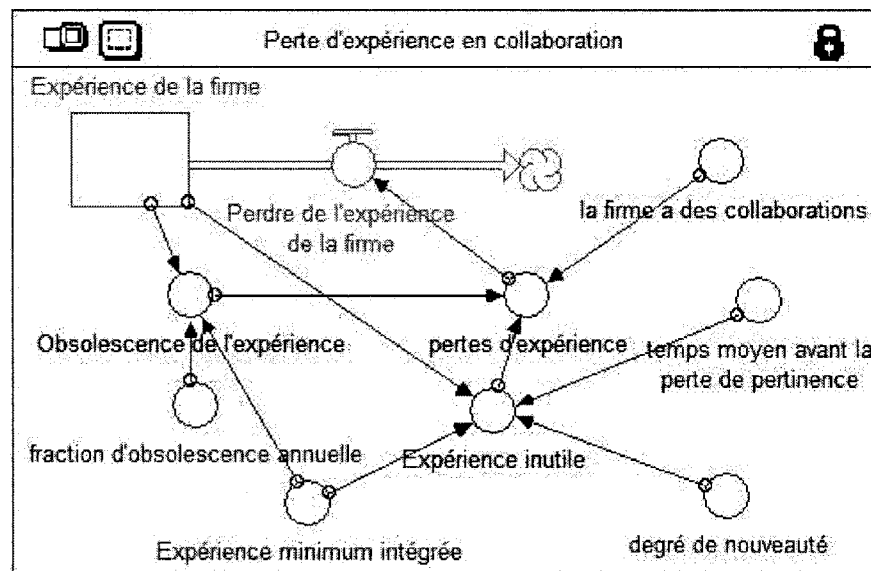 Perte d'expérience en collaboration
Expérience de la firme
Perdre de l'expérience
de la firme
la firme a des collaborations
Obsolescence de l'expérience
pertes d'expérience
temps moyen avant la
perte de pertinence
fraction d'obsolescence annuelle
Expérience inutile
Expérience minimum intégrée
degré de nouveauté